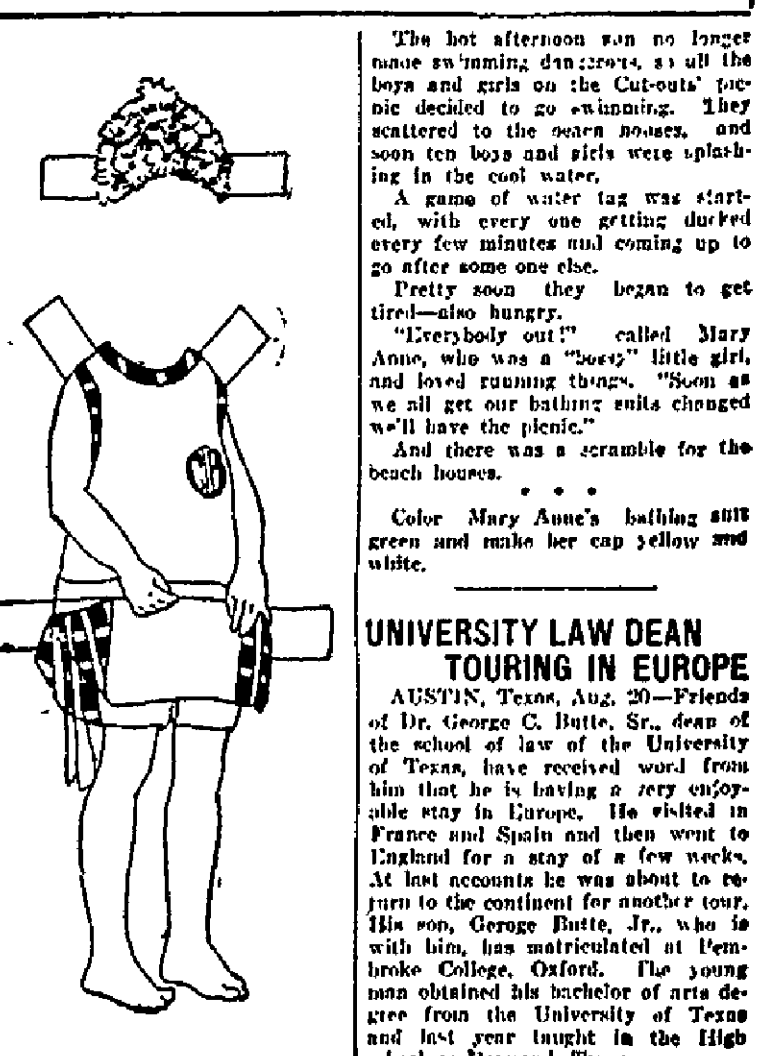 The hot afternoon sun no longer
made swimming dangerous, so all the
boys and girls on the Cut-outs' pic-
nic decided to go swimming. They
scattered to the beach houses, and
soon ten boys and girls were splash-
ing in the cool water.
A game of water tag was start-
ed, with every one getting ducked
every few minutes and coming up to
go after some one else.
Pretty soon they began to get
tired—also hungry.
"Everybody out!" called Mary
Anne, who was a "bossy" little girl,
and loved running things. "Soon as
we all get our bathing suits changed
we'll have the picnic."
And there was a scramble for the
beach houses.
• • •
Color Mary Anne's bathing suit
green and make her cap yellow and
white.
UNIVERSITY LAW DEAN
TOURING IN EUROPE
AUSTIN, Texas, Aug. 20—Friends
of Dr. George C. Butte, Sr., dean of
the school of law of the University
of Texas, have received word from
him that he is having a very enjoy-
able stay in Europe. He visited in
France and Spain and then went to
England for a stay of a few weeks.
At last accounts he was about to re-
turn to the continent for another tour.
His son, Geroge Butte, Jr., who is
with him, has matriculated at Pem-
broke College, Oxford. The young
man obtained his bachelor of arts de-
gree from the University of Texas
and last year taught in the High